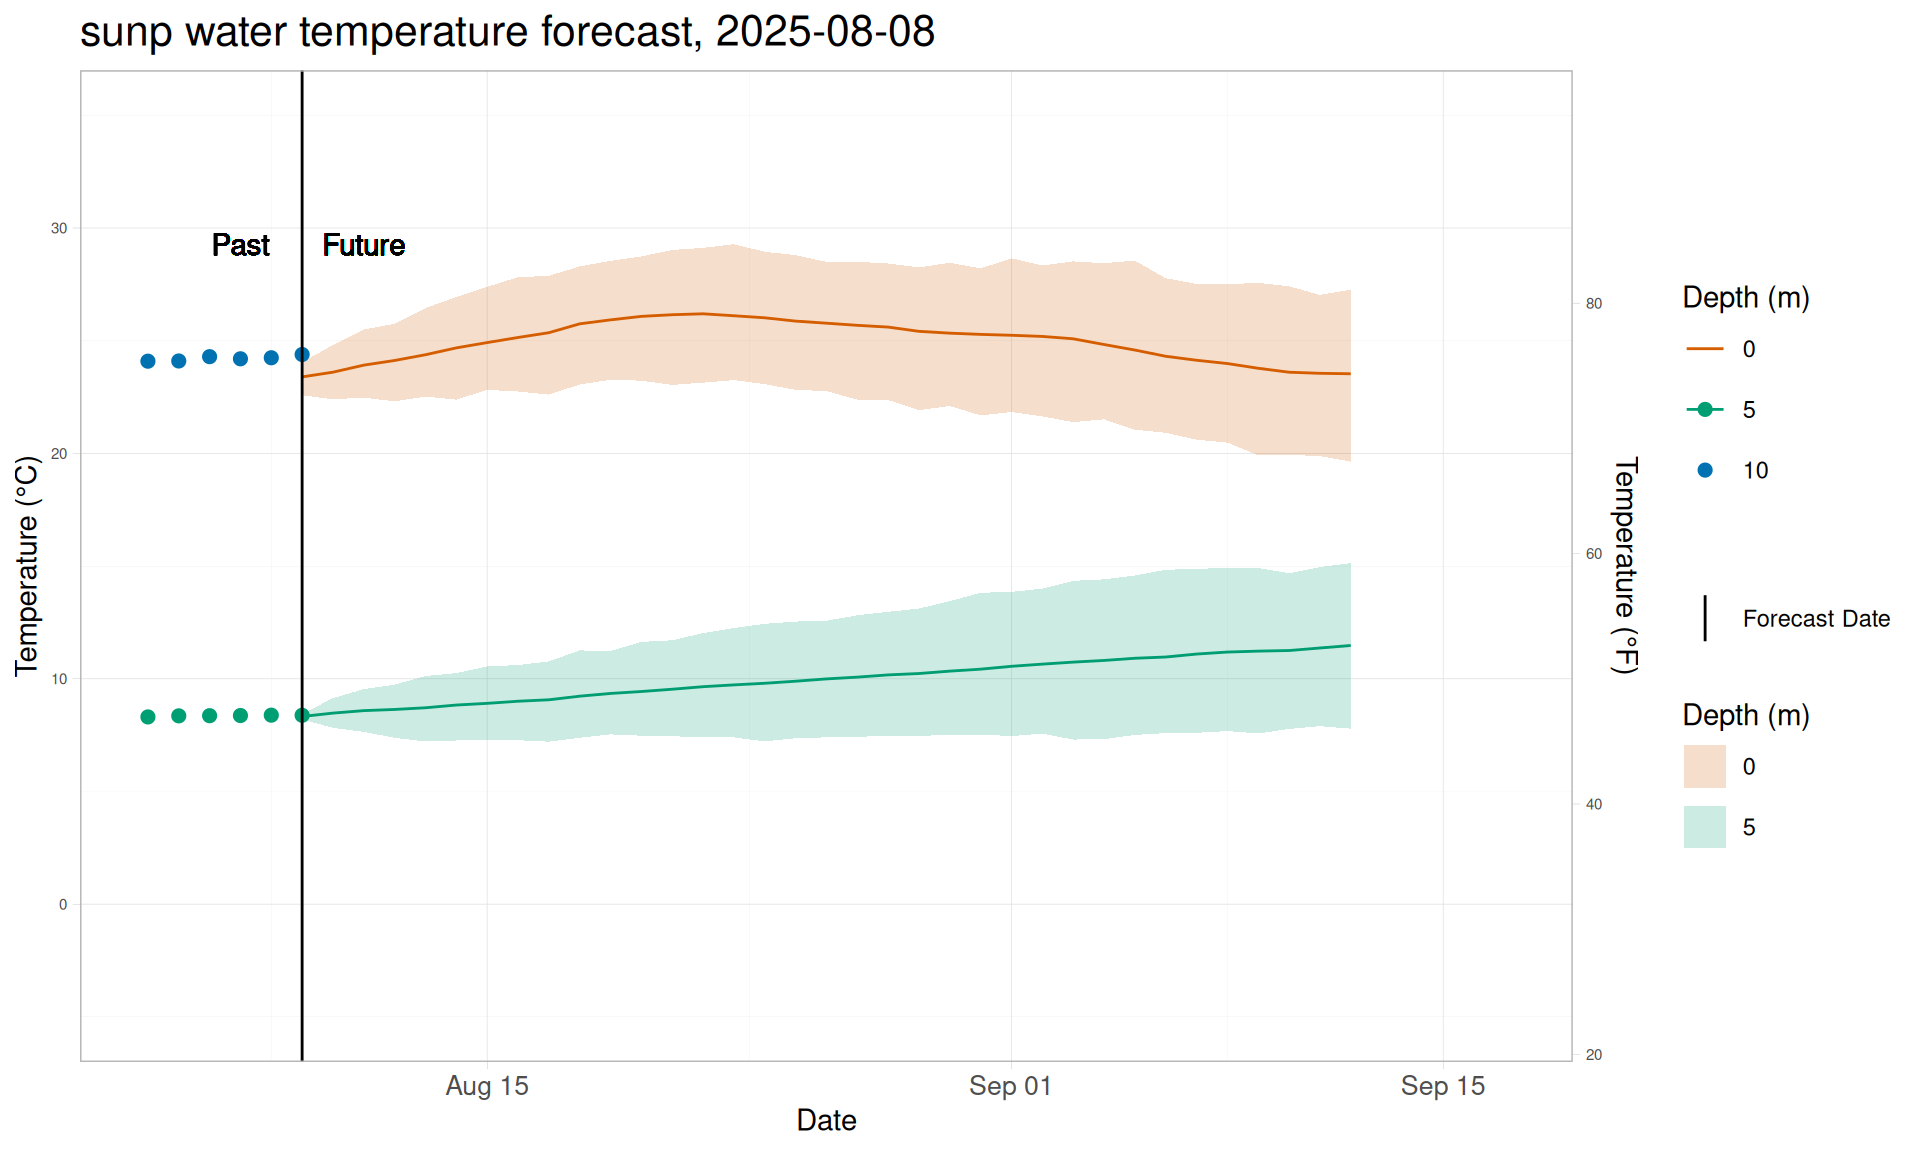 sunp water temperature forecast, 2025-08-08
Past
Future
30
20
10
0
Temperature (°C)
80
60
40
20
Temperature (°F)
Aug 15
Sep 01
Sep 15
Date
Depth (m)
0
5
10
Forecast Date
Depth (m)
0
5